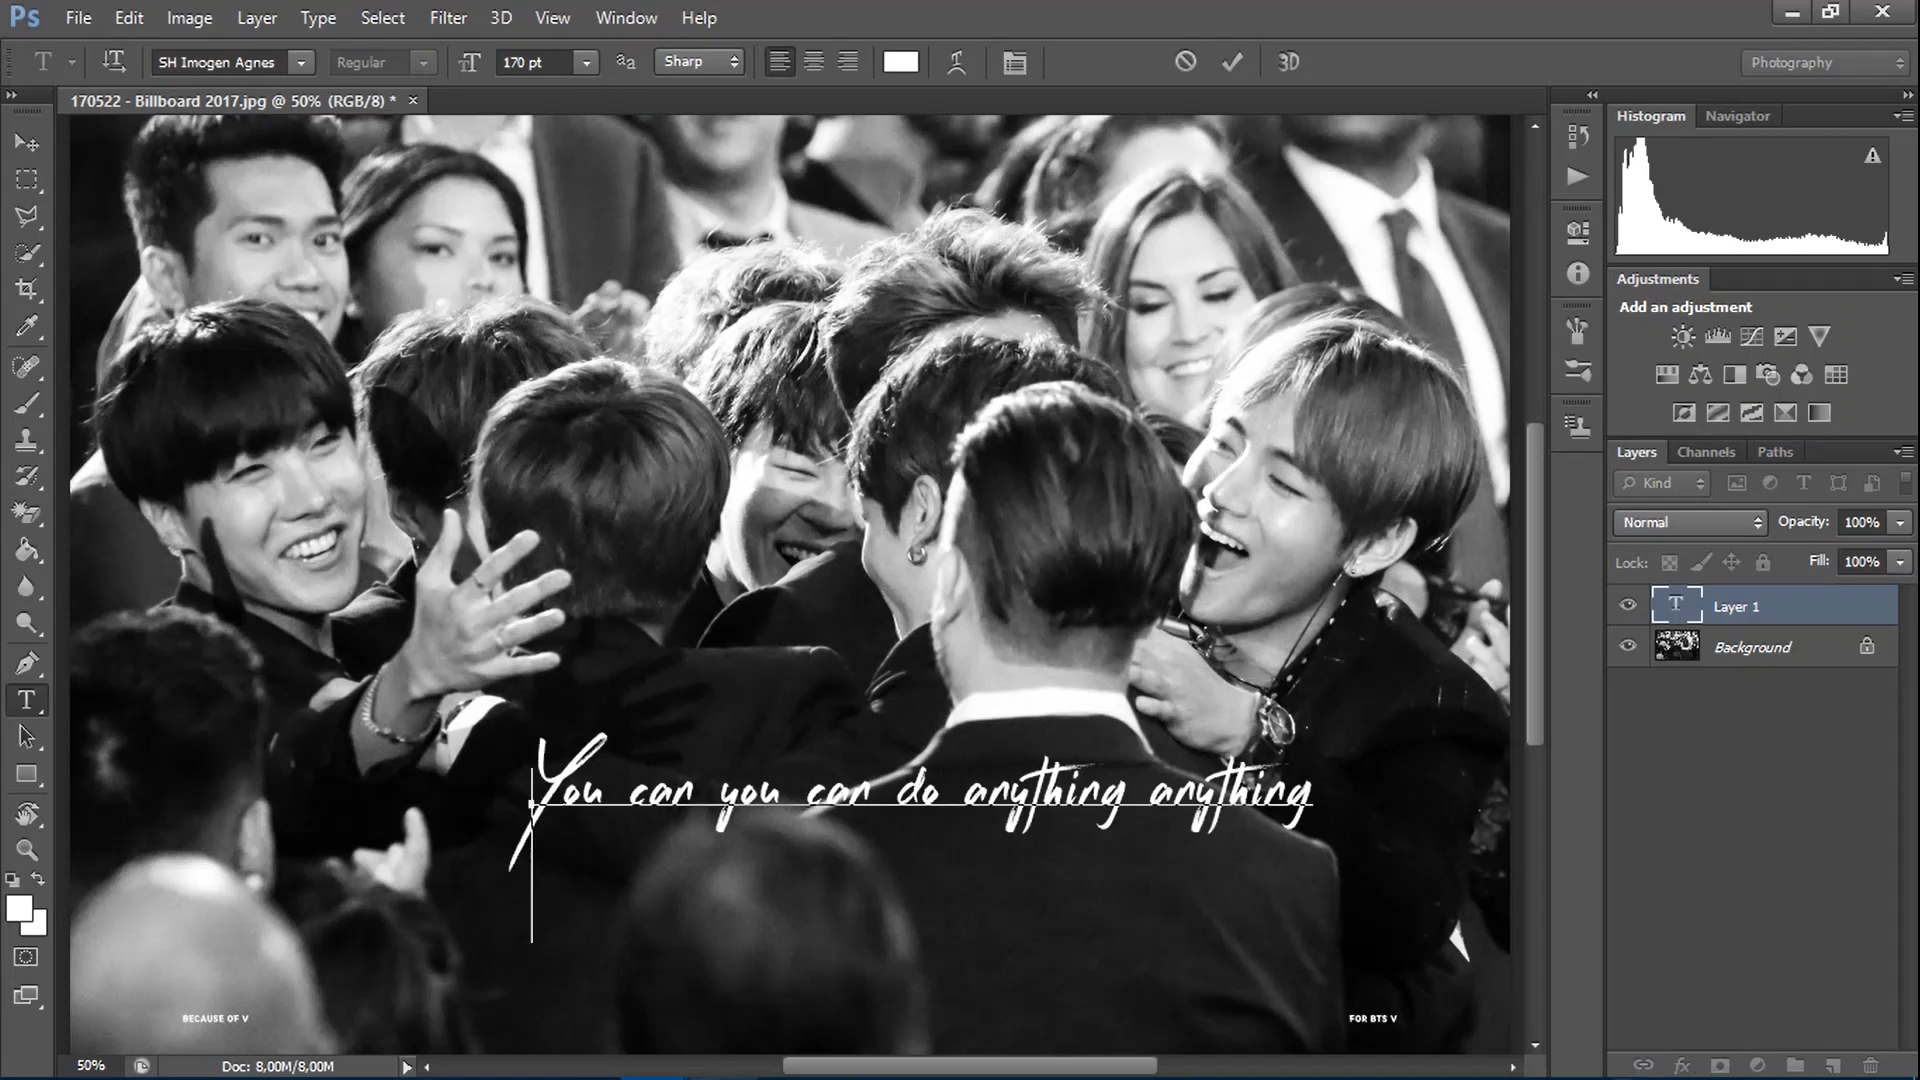 Ps File Edit Image Layer Type Select Filter 3D View Window Help
T SH Imogen Agnes Regular 170 pt aa Sharp 3D Photography
170522 - Billboard 2017.jpg @ 50% (RGB/8) * ×
Histogram Navigator
Adjustments
Add an adjustment
Layers Channels Paths
Kind
Normal Opacity: 100%
Lock: Fill: 100%
T Layer 1
Background
You can you can do anything anything
BECAUSE OF V
FOR BTS V
50% Doc: 8,00M/8,00M